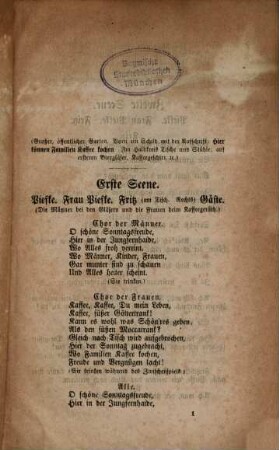 (Großer, öffentlicher Garten. Vorn ein Schild mit der Aufschrift: Hier
können Familien Kaffee kochen. Im Halbkreis Tische und Stühle; auf
ersteren Biergläser, Kaffeegeschirr 2c.)
Erste Scene.
Piefke. Frau Piefke. Fritz (am Tisch. Rechts) Gäste.
(Die Männer bei den Gläsern und die Frauen beim Kaffeegeschirr.)
Chor der Männer.
O schöne Sonntagsfreude,
Hier in der Jungfernhaide,
Wo Alles froh vereint.
Wo Männer, Kinder, Frauen,
Gar munter sind zu schauen
Und Alles heiter scheint.
(Sie trinken.)
Chor der Frauen.
Kaffee, Kaffee, Du mein Leben,
Kaffee, süßer Göttertrank!
Kann es wohl was Schön'res geben,
Als den süßen Moccatrank?
Gleich nach Tisch wird aufgebrochen,
Hier der Sonntag zugebracht,
Wo Familien Kaffee kochen,
Freude und Vergnügen lacht!
(Sie trinken während des Zwischenspiels.)
Alle.
O schöne Sonntagsfreude,
Hier in der Jungfernhaide,
1